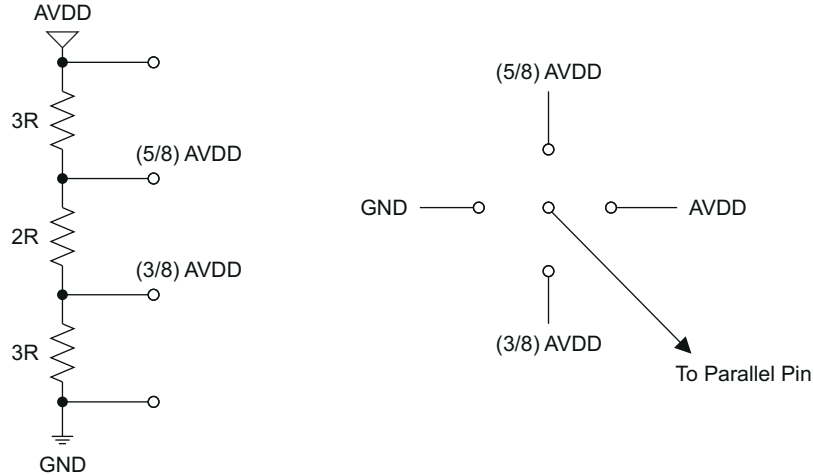 AVDD
3R
(5/8) AVDD
2R
(3/8) AVDD
3R
GND
(5/8) AVDD
GND
AVDD
(3/8) AVDD
To Parallel Pin